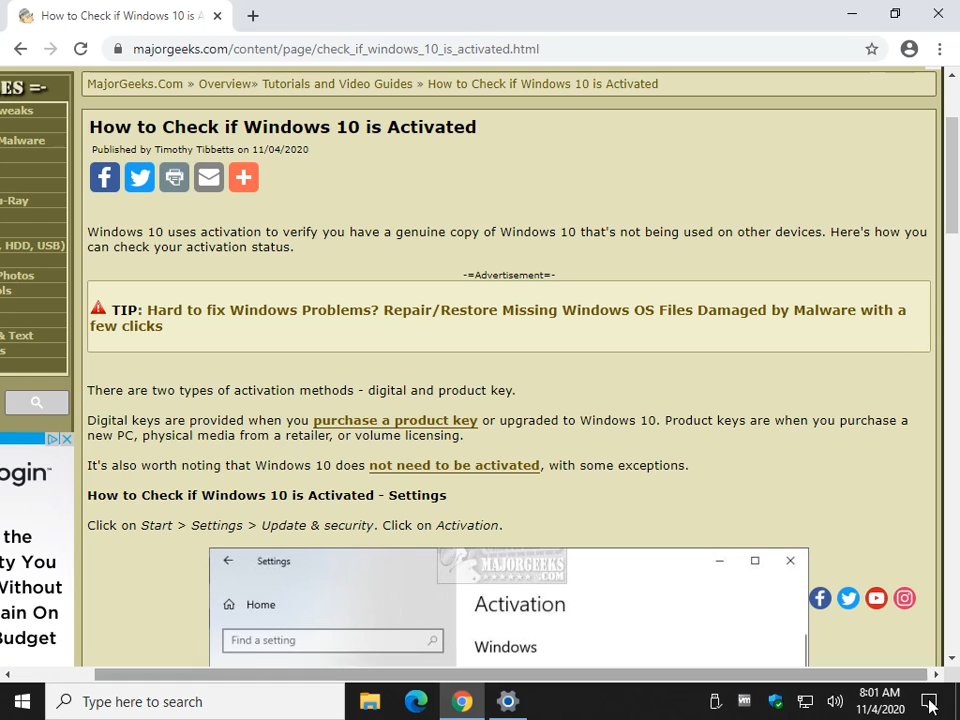 How to Check if Windows 10 is A
majorgeeks.com/content/page/check_if_windows_10_is_activated.html
ES =-
weaks
Malware
u-Ray
, HDD, USB)
Photos
ols
& Text
s
MajorGeeks.Com » Overview» Tutorials and Video Guides » How to Check if Windows 10 is Activated
How to Check if Windows 10 is Activated
Published by Timothy Tibbetts on 11/04/2020
Windows 10 uses activation to verify you have a genuine copy of Windows 10 that's not being used on other devices. Here's how you
can check your activation status.
-=Advertisement=-
TIP: Hard to fix Windows Problems? Repair/Restore Missing Windows OS Files Damaged by Malware with a
few clicks
There are two types of activation methods - digital and product key.
Digital keys are provided when you purchase a product key or upgraded to Windows 10. Product keys are when you purchase a
new PC, physical media from a retailer, or volume licensing.
It's also worth noting that Windows 10 does not need to be activated, with some exceptions.
How to Check if Windows 10 is Activated - Settings
Click on Start > Settings > Update & security. Click on Activation.
ogin
the
ty You
Without
ain On
Budget
Settings
MAJORGEEKS
.COM
Home
Find a setting
Activation
Windows
Type here to search
vm
8:01 AM
11/4/2020